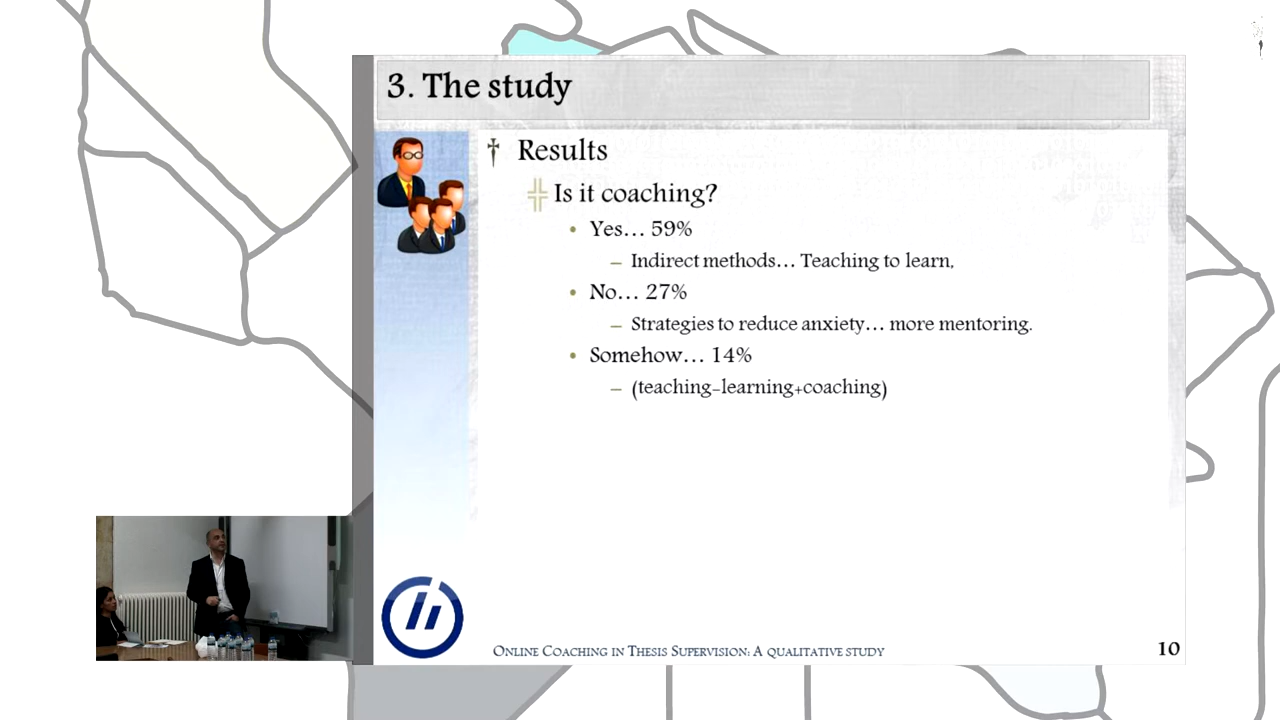 3. The study
Results
Is it coaching?
Yes... 59%
Indirect methods... Teaching to learn,
No... 27%
Strategies to reduce anxiety... more mentoring.
Somehow... 14%
(teaching-learning+coaching)
Online Coaching in Thesis Supervision: A qualitative study
10